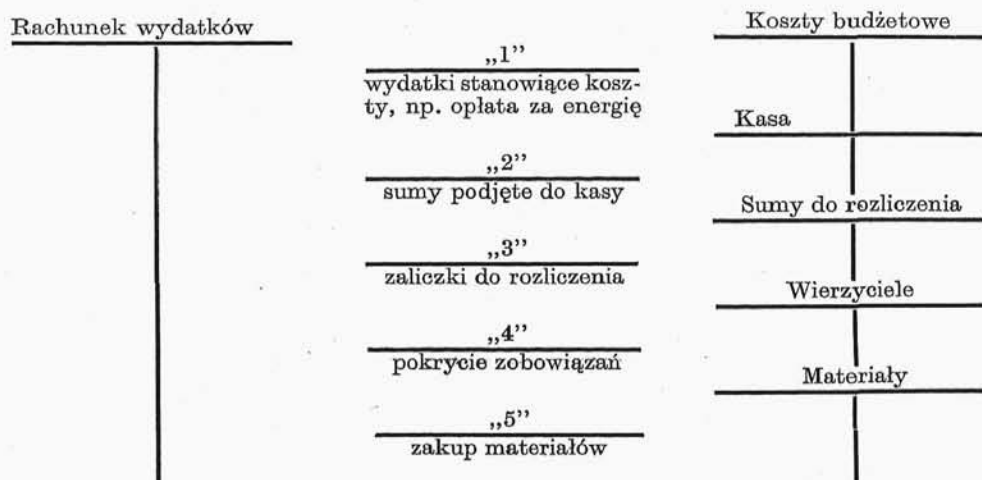 Rachunek wydatków
„1”
wydatki stanowiące kosz-
ty, np. opłata za energię
„2”
sumy podjęte do kasy
„3”
zaliczki do rozliczenia
„4”
pokrycie zobowiązań
„5”
zakup materiałów
Koszty budżetowe
Kasa
Sumy do rozliczenia
Wierzyciele
Materiały